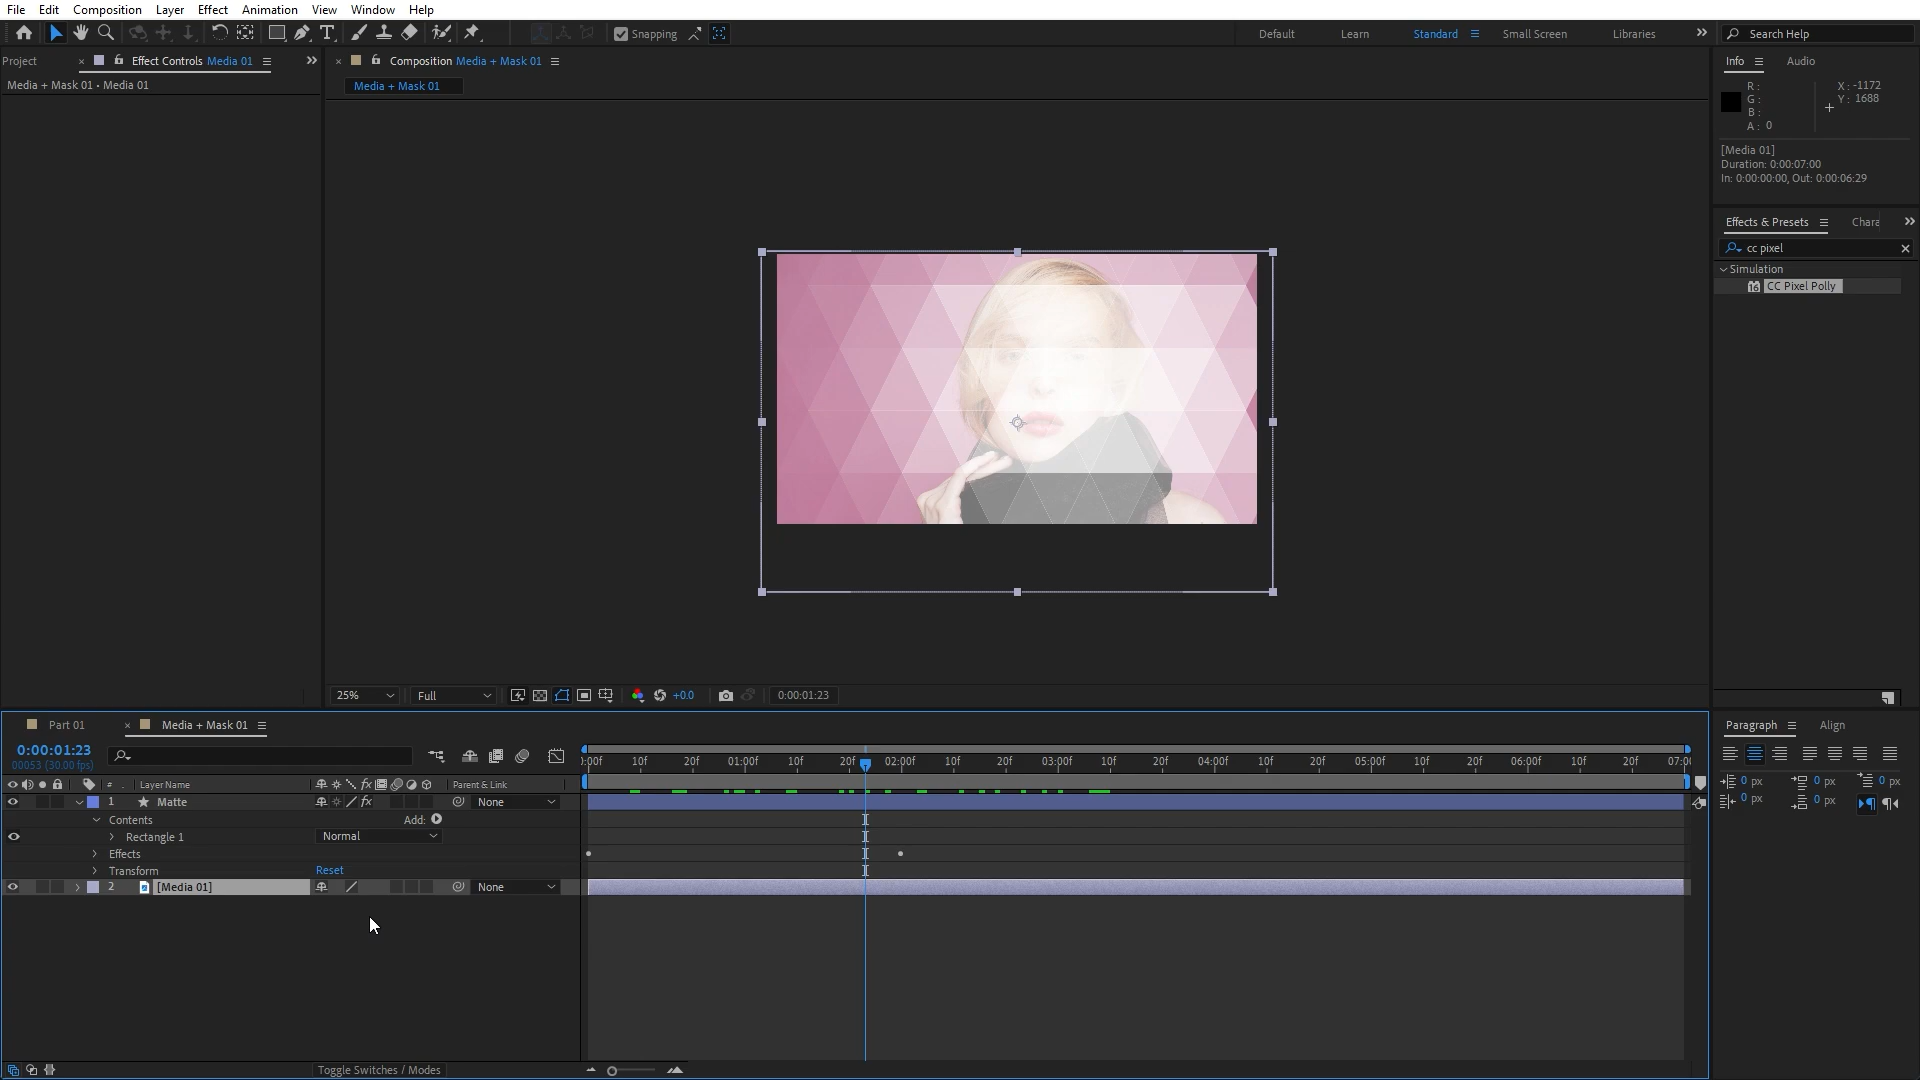 File Edit Composition Layer Effect Animation View Window Help
Snapping Default Learn Standard Small Screen Libraries Search Help
Project Effect Controls Media 01 Composition Media + Mask 01 Info Audio
Media + Mask 01 • Media 01 Media + Mask 01
R : X : -1172
G : Y : 1688
B :
A : 0
[Media 01]
Duration: 0:00:07:00
In: 0:00:00:00, Out: 0:00:06:29
Effects & Presets Chara
cc pixel
Simulation
16 CC Pixel Polly
25% Full +0.0 0:00:01:23
Part 01 Media + Mask 01 Paragraph Align
0:00:01:23
00053 (30.00 fps)
):00f 10f 20f 01:00f 10f 20f 02:00f 10f 20f 03:00f 10f 20f 04:00f 10f 20f 05:00f 10f 20f 06:00f 10f 20f 07:0
# . Layer Name fx Parent & Link
0 px 0 px 0 px
0 px 0 px
1 Matte fx None
Contents Add:
Rectangle 1 Normal
Effects
Transform Reset
2 [Media 01] None
Toggle Switches / Modes